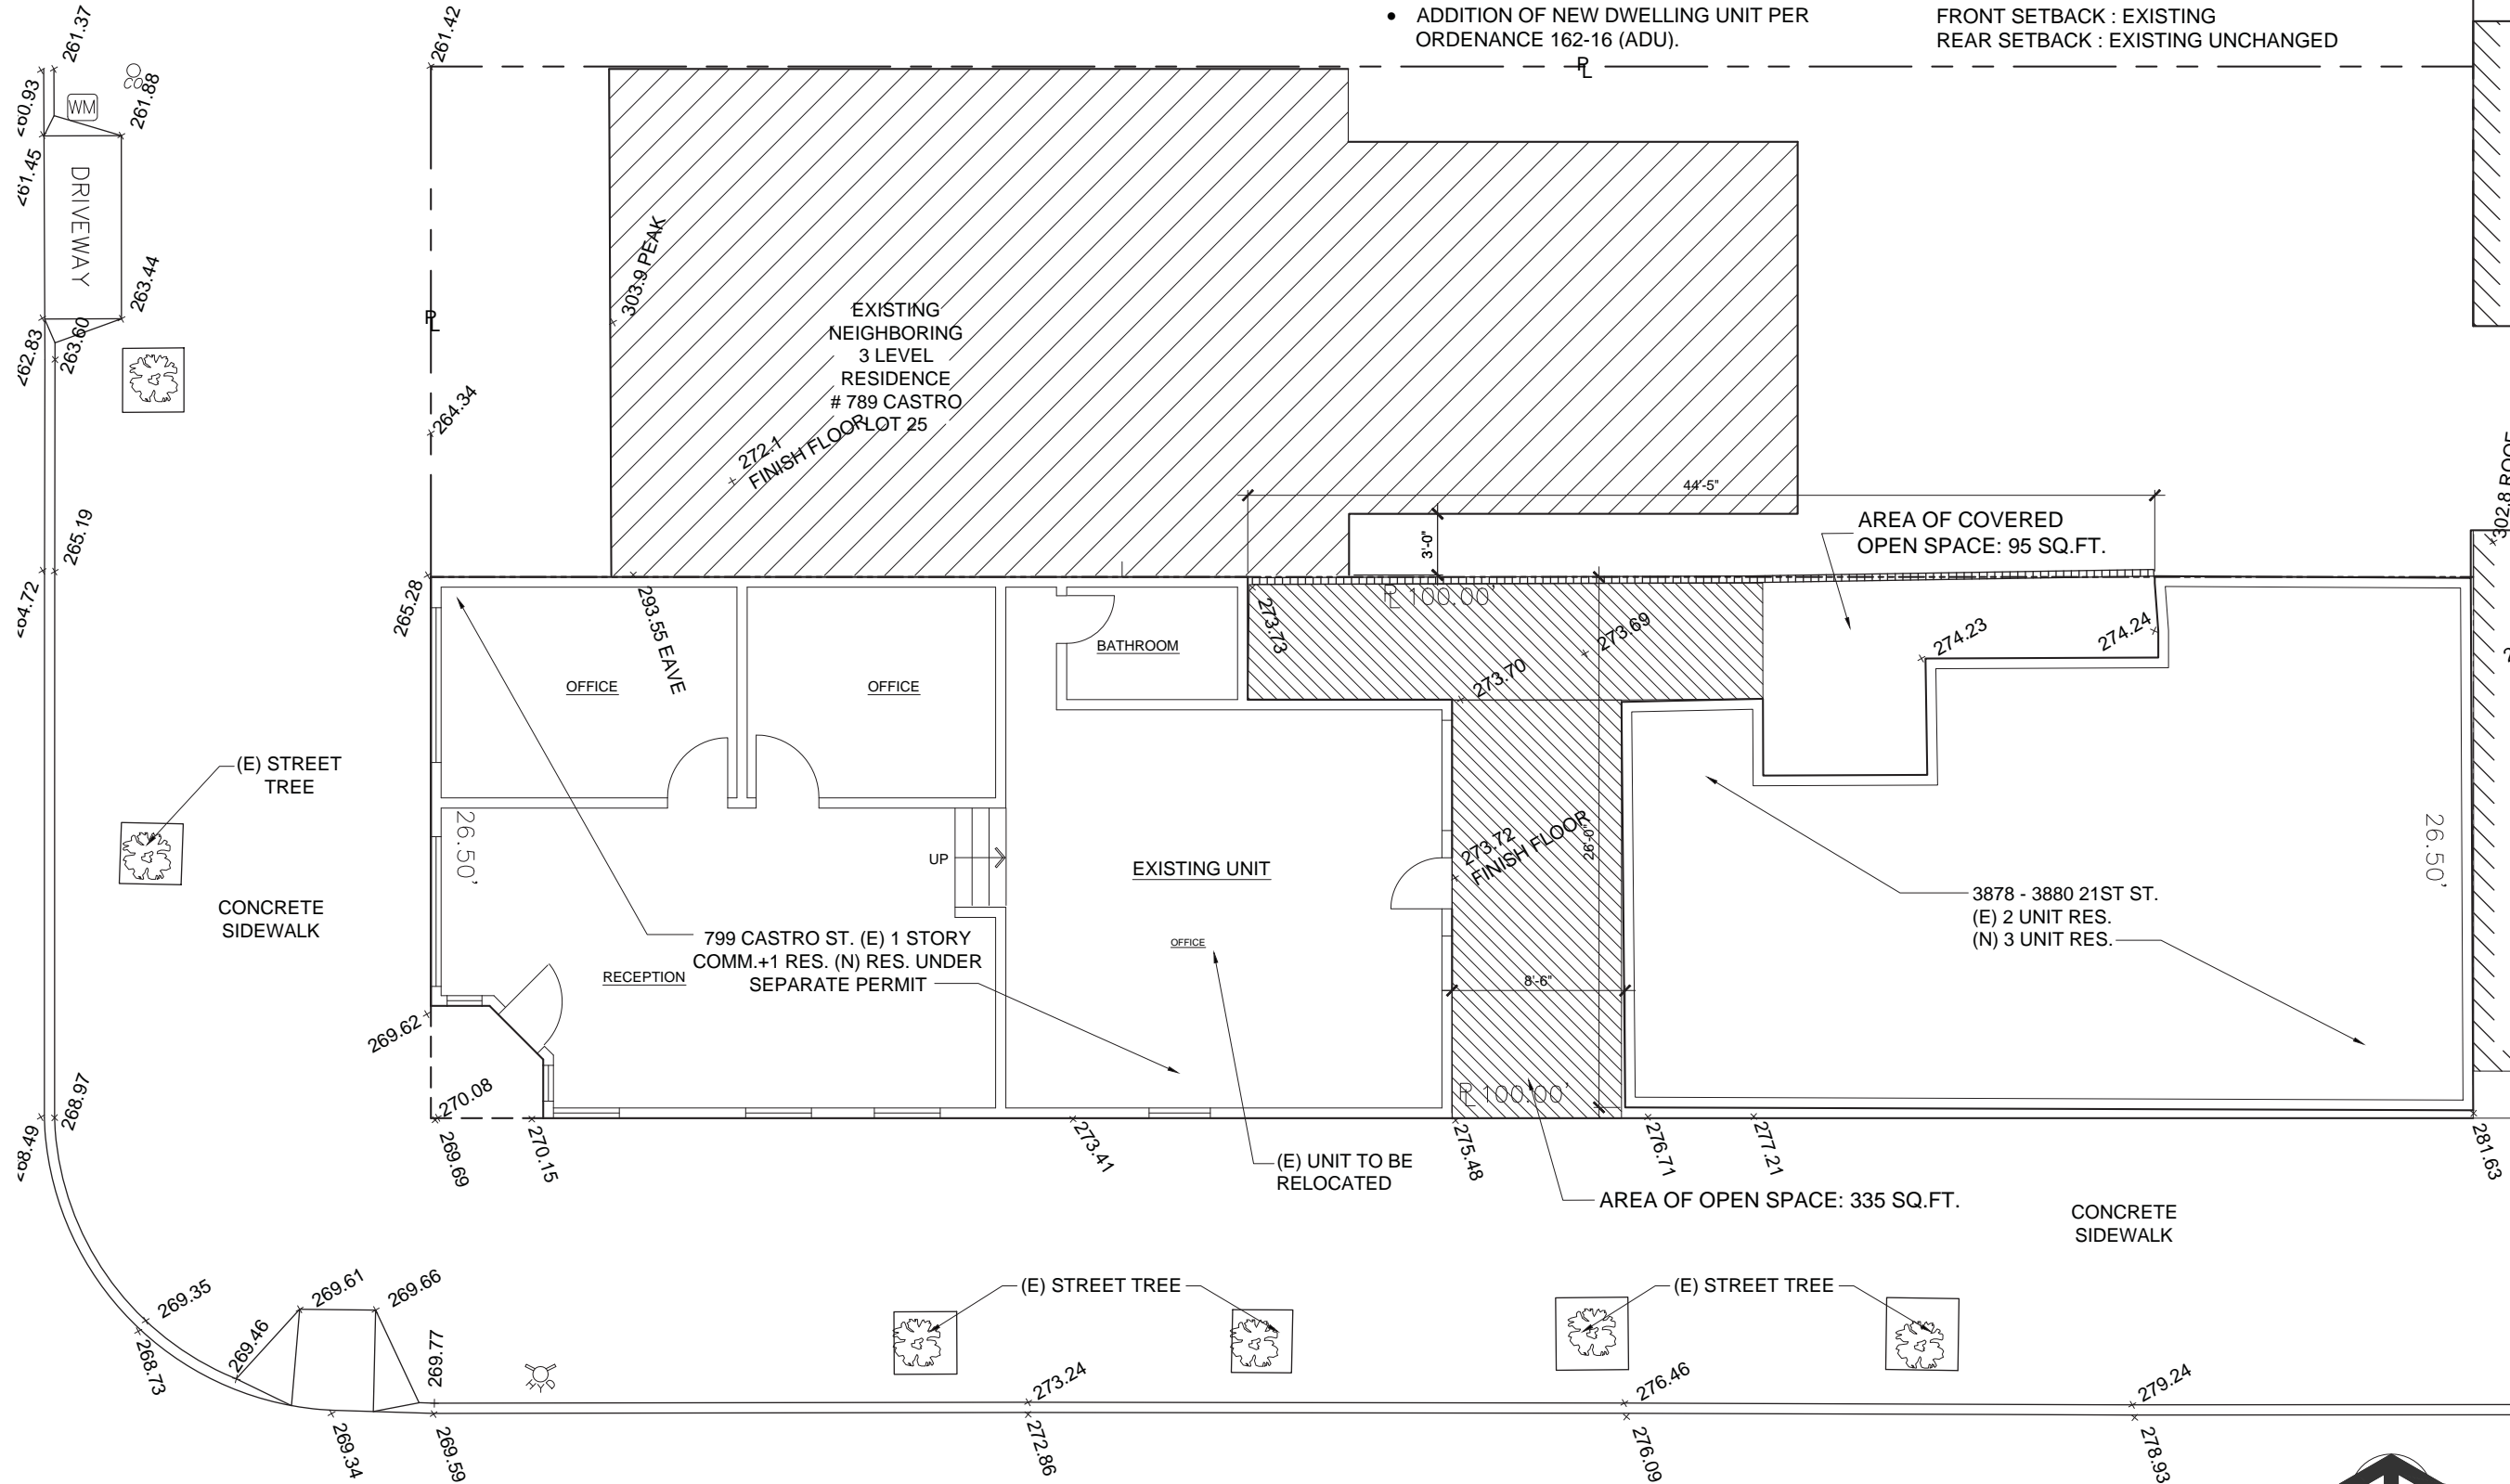 • ADDITION OF NEW DWELLING UNIT PER
ORDENANCE 162-16 (ADU).
FRONT SETBACK : EXISTING
REAR SETBACK : EXISTING UNCHANGED
261.37
261.42
261.88
WM
261.45
DRIVEWAY
263.44
262.83
263.60
PL
PL
303.9 PEAK
EXISTING
NEIGHBORING
3 LEVEL
RESIDENCE
# 789 CASTRO
LOT 25
272.1
FINISH FLOOR
264.34
265.19
265.28
44'-5"
3'-0"
AREA OF COVERED
OPEN SPACE: 95 SQ.FT.
302.8 ROOF
293.55 EAVE
OFFICE
OFFICE
BATHROOM
273.73
PL 100.00'
273.69
273.70
274.23
274.24
(E) STREET
TREE
26.50'
UP
EXISTING UNIT
273.72
FINISH FLOOR
26'-0"
26.50'
CONCRETE
SIDEWALK
799 CASTRO ST. (E) 1 STORY
COMM.+1 RES. (N) RES. UNDER
SEPARATE PERMIT
RECEPTION
OFFICE
8'-6"
3878 - 3880 21ST ST.
(E) 2 UNIT RES.
(N) 3 UNIT RES.
269.62
270.08
PL 100.00'
268.97
269.69
270.15
273.41
275.48
276.71
277.21
281.63
(E) UNIT TO BE
RELOCATED
AREA OF OPEN SPACE: 335 SQ.FT.
CONCRETE
SIDEWALK
269.35
268.73
269.46
269.61
269.66
269.77
(E) STREET TREE
(E) STREET TREE
273.24
276.46
279.24
269.34
269.59
272.86
276.09
278.93